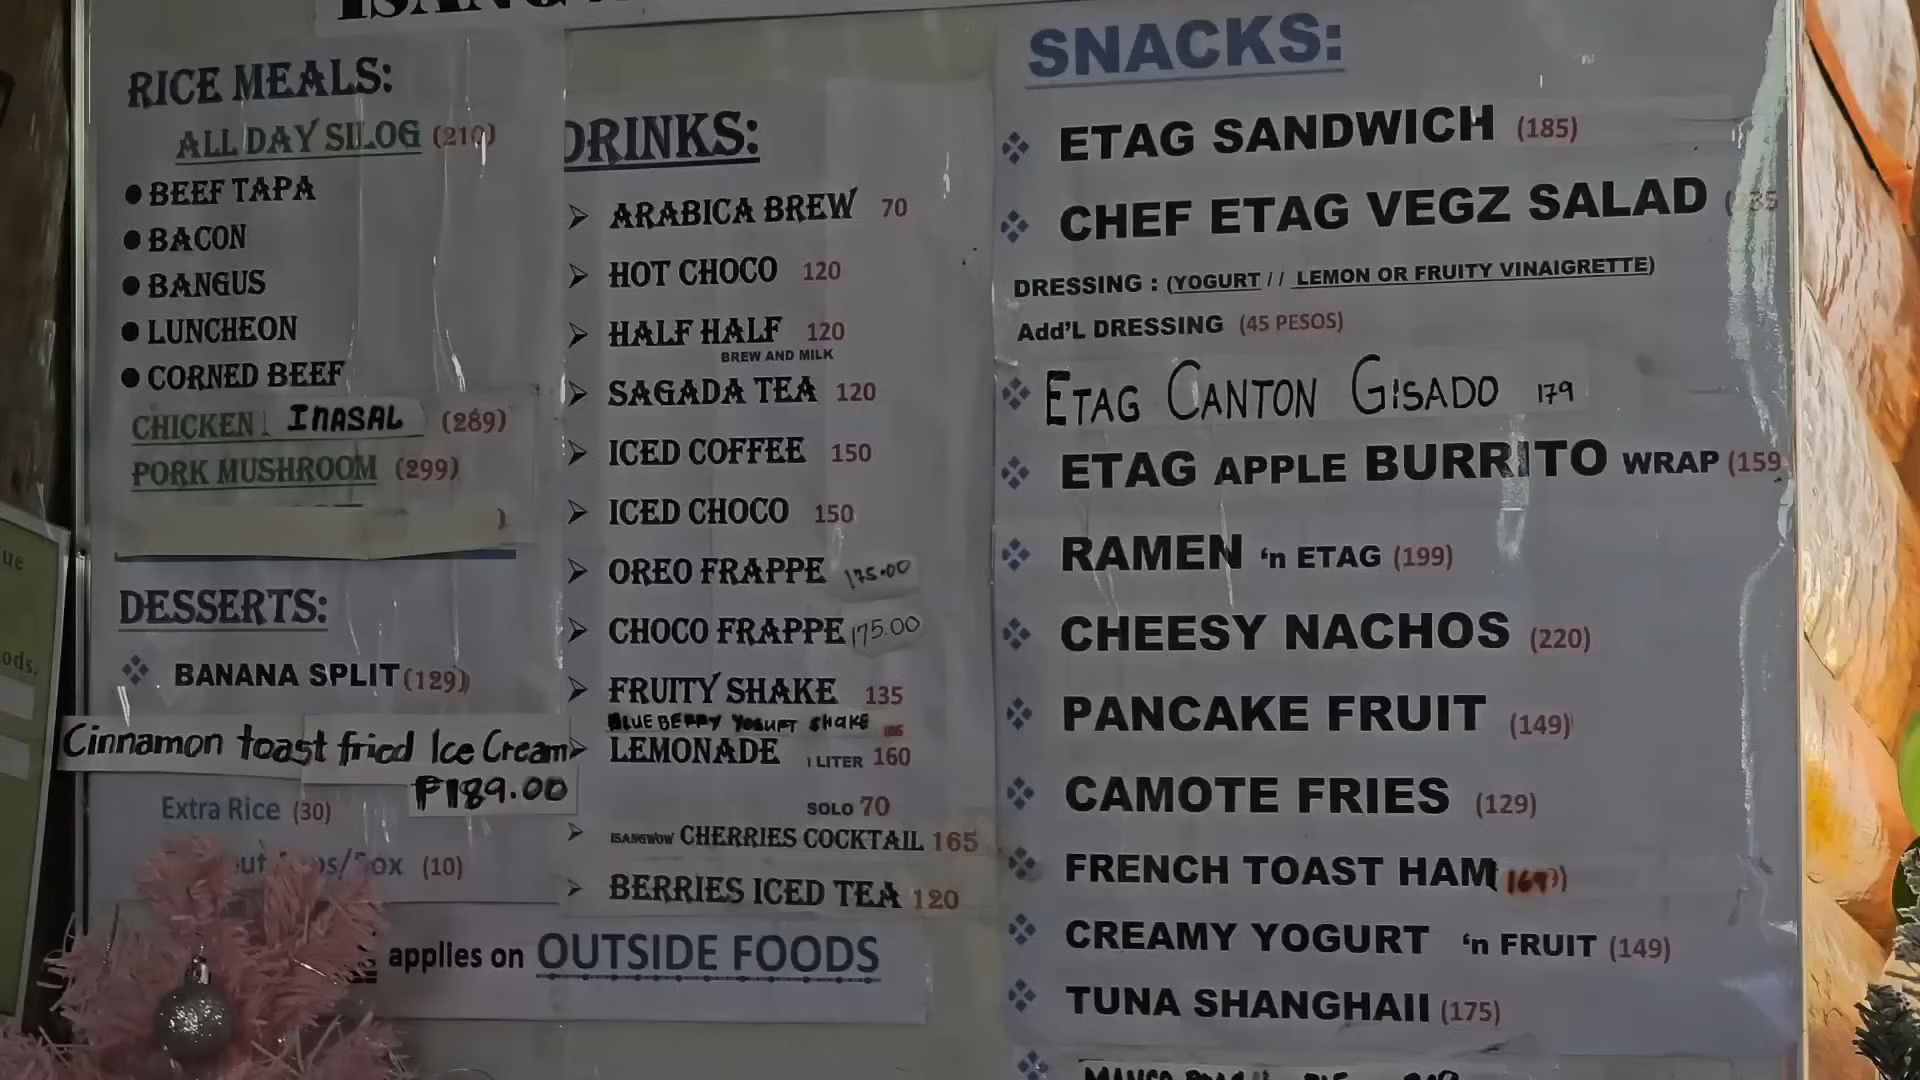 RICE MEALS:
ALL DAY SILOG (210)
BEEF TAPA
BACON
BANGUS
LUNCHEON
CORNED BEEF
CHICKEN INASAL (289)
PORK MUSHROOM (299)
DESSERTS:
BANANA SPLIT (129)
Cinnamon toast fried Ice Cream
₱189.00
Extra Rice (30)
(10)
applies on OUTSIDE FOODS
DRINKS:
ARABICA BREW 70
HOT CHOCO 120
HALF HALF 120
BREW AND MILK
SAGADA TEA 120
ICED COFFEE 150
ICED CHOCO 150
OREO FRAPPE 175.00
CHOCO FRAPPE 175.00
FRUITY SHAKE 135
BLUEBERRY YOGURT SHAKE
LEMONADE 1 LITER 160
SOLO 70
ISANGWOW CHERRIES COCKTAIL 165
BERRIES ICED TEA 120
SNACKS:
ETAG SANDWICH (185)
CHEF ETAG VEGZ SALAD
DRESSING : (YOGURT // LEMON OR FRUITY VINAIGRETTE)
Add'L DRESSING (45 PESOS)
ETAG CANTON GISADO 179
ETAG APPLE BURRITO WRAP (159
RAMEN 'n ETAG (199)
CHEESY NACHOS (220)
PANCAKE FRUIT (149)
CAMOTE FRIES (129)
FRENCH TOAST HAM (169)
CREAMY YOGURT 'n FRUIT (149)
TUNA SHANGHAII (175)